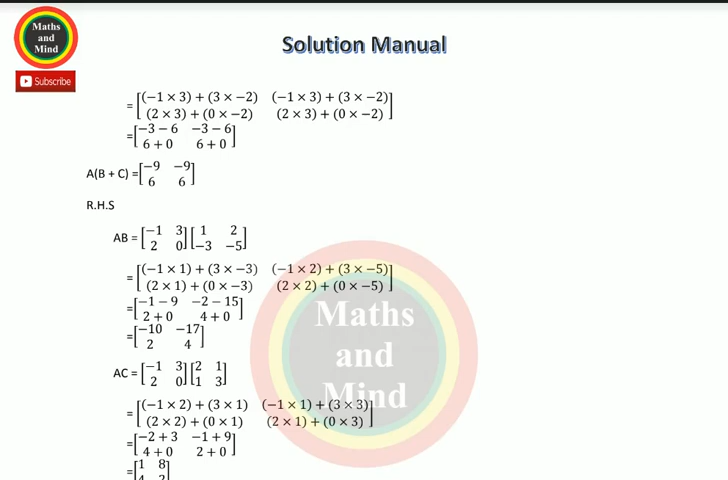 Maths
and
Mind
Subscribe
Solution Manual
= [(−1 × 3) + (3 × −2) (−1 × 3) + (3 × −2)
(2 × 3) + (0 × −2) (2 × 3) + (0 × −2)]
= [−3 − 6 −3 − 6
6 + 0 6 + 0]
A(B + C) = [−9 −9
6 6]
R.H.S
AB = [−1 3
2 0] [1 2
−3 −5]
= [(−1 × 1) + (3 × −3) (−1 × 2) + (3 × −5)
(2 × 1) + (0 × −3) (2 × 2) + (0 × −5)]
= [−1 − 9 −2 − 15
2 + 0 4 + 0]
= [−10 −17
2 4]
AC = [−1 3
2 0] [2 1
1 3]
= [(−1 × 2) + (3 × 1) (−1 × 1) + (3 × 3)
(2 × 2) + (0 × 1) (2 × 1) + (0 × 3)]
= [−2 + 3 −1 + 9
4 + 0 2 + 0]
= [1 8
4 2]
Maths
and
Mind